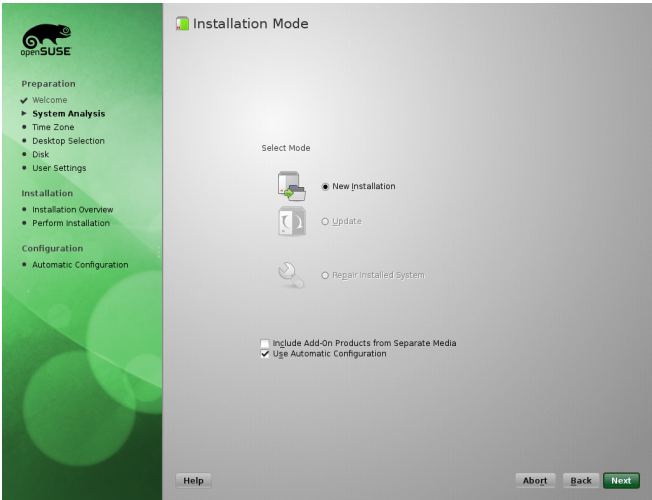 openSUSE
Preparation
Welcome
System Analysis
Time Zone
Desktop Selection
Disk
User Settings
Installation
Installation Overview
Perform Installation
Configuration
Automatic Configuration
Installation Mode
Select Mode
New Installation
Update
Repair Installed System
Include Add-On Products from Separate Media
Use Automatic Configuration
Help
Abort
Back
Next